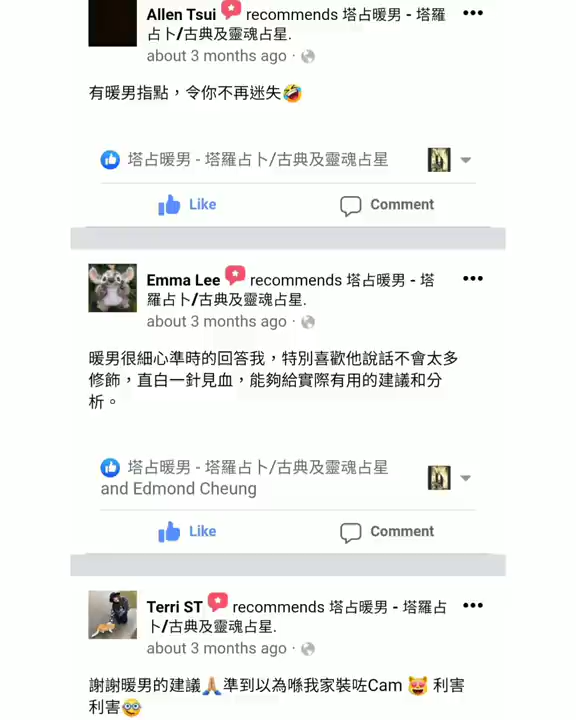 Allen Tsui recommends 塔占暖男 - 塔羅
占卜/古典及靈魂占星.
about 3 months ago ·
有暖男指點，令你不再迷失🤣
塔占暖男 - 塔羅占卜/古典及靈魂占星
Like Comment
Emma Lee recommends 塔占暖男 - 塔
羅占卜/古典及靈魂占星.
about 3 months ago ·
暖男很細心準時的回答我，特別喜歡他說話不會太多
修飾，直白一針見血，能夠給實際有用的建議和分
析。
塔占暖男 - 塔羅占卜/古典及靈魂占星
and Edmond Cheung
Like Comment
Terri ST recommends 塔占暖男 - 塔羅占
卜/古典及靈魂占星.
about 3 months ago ·
謝謝暖男的建議🙏🏼準到以為喺我家裝咗Cam 😻 利害
利害🤓